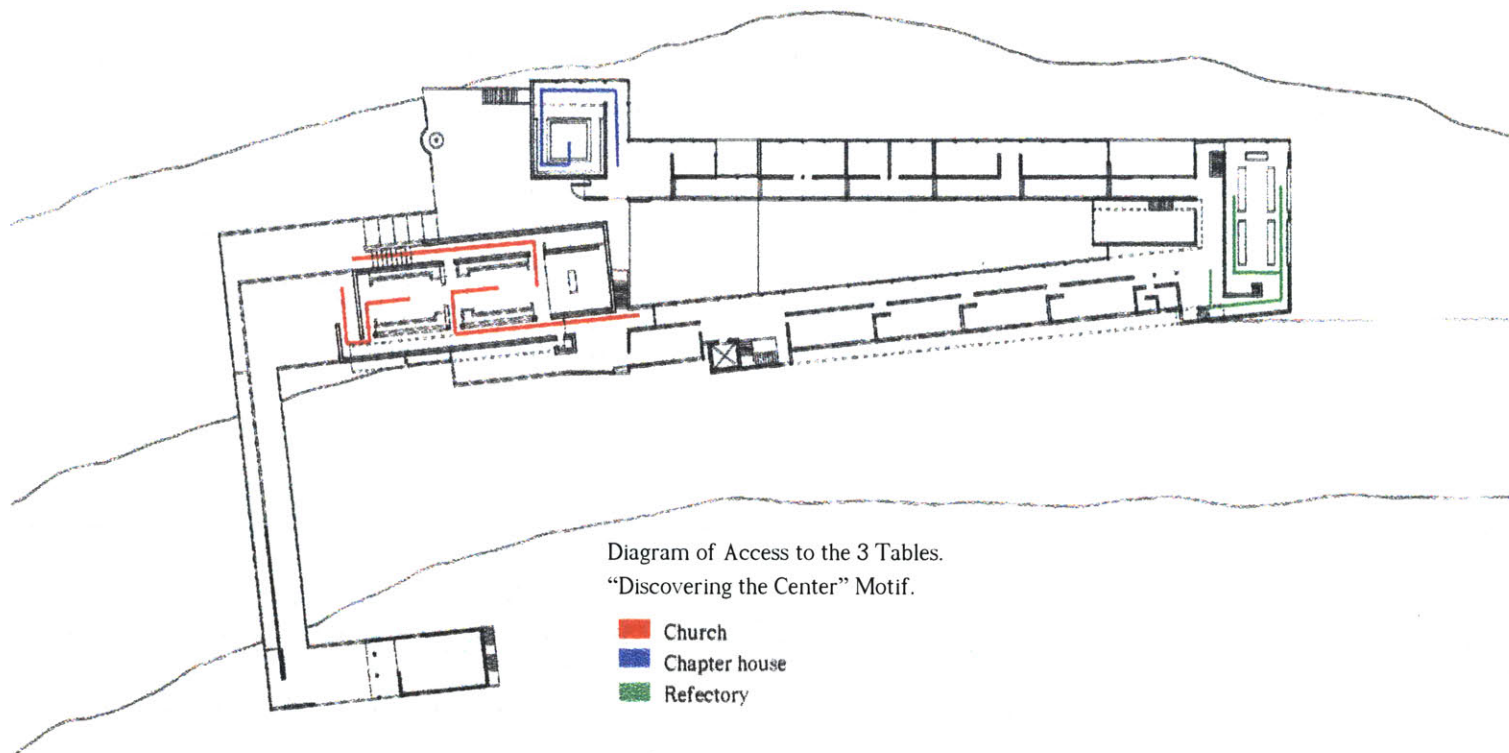 Diagram of Access to the 3 Tables.
“Discovering the Center” Motif.
Church
Chapter house
Refectory